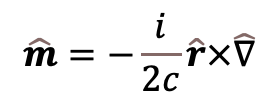 𝒎̂ = − i/2c 𝒓̂×∇̂